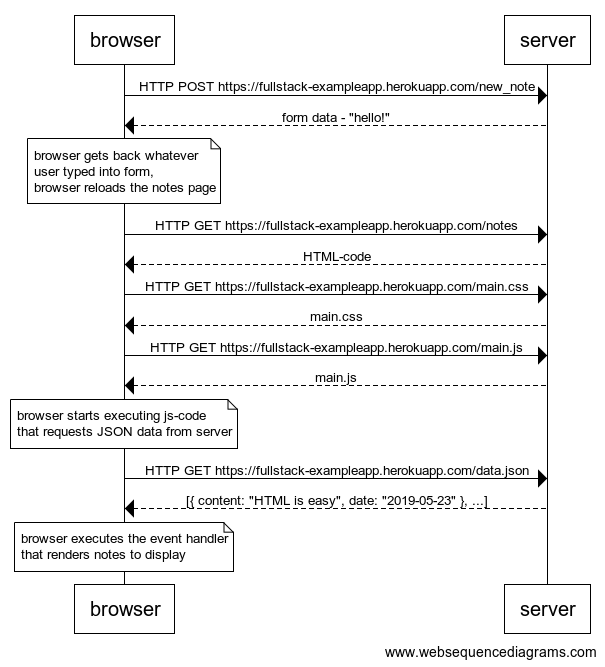 browser
server
HTTP POST https://fullstack-exampleapp.herokuapp.com/new_note
form data - "hello!"
browser gets back whatever
user typed into form,
browser reloads the notes page
HTTP GET https://fullstack-exampleapp.herokuapp.com/notes
HTML-code
HTTP GET https://fullstack-exampleapp.herokuapp.com/main.css
main.css
HTTP GET https://fullstack-exampleapp.herokuapp.com/main.js
main.js
browser starts executing js-code
that requests JSON data from server
HTTP GET https://fullstack-exampleapp.herokuapp.com/data.json
[{ content: "HTML is easy", date: "2019-05-23" }, ...]
browser executes the event handler
that renders notes to display
browser
server
www.websequencediagrams.com